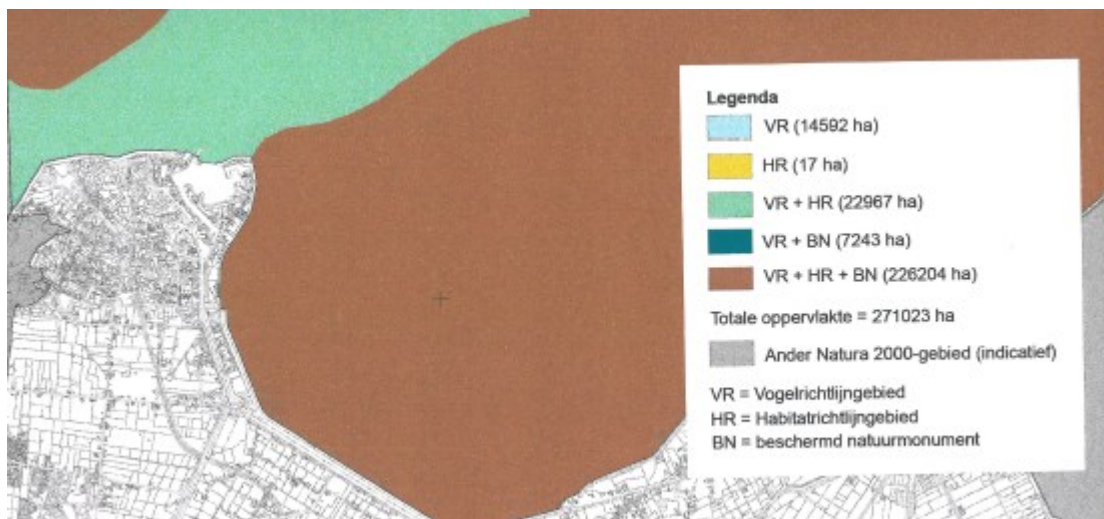 Legenda
VR (14592 ha)
HR (17 ha)
VR + HR (22967 ha)
VR + BN (7243 ha)
VR + HR + BN (226204 ha)
Totale oppervlakte = 271023 ha
Ander Natura 2000-gebied (indicatief)
VR = Vogelrichtlijngebied
HR = Habitatrichtlijngebied
BN = beschermd natuurmonument